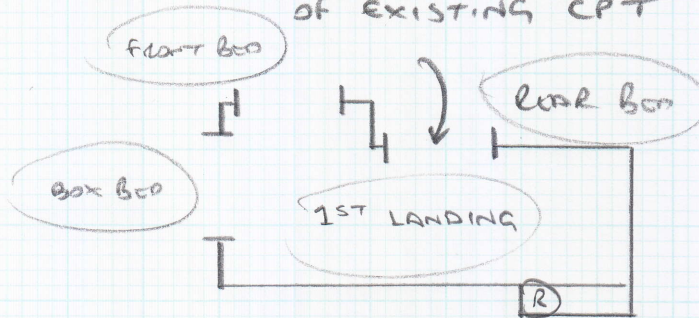 OF EXISTING CPT
FRONT BED
REAR BED
BOX BED
1ST LANDING
R